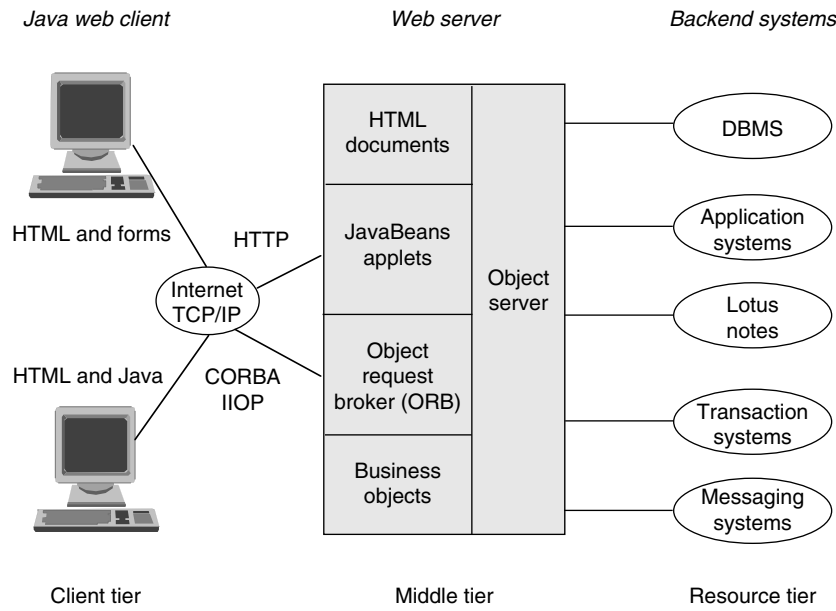 Java web client
Web server
Backend systems
HTML
documents
DBMS
HTML and forms
HTTP
JavaBeans
applets
Application
systems
Internet
TCP/IP
Object
server
Lotus
notes
HTML and Java
CORBA
IIOP
Object
request
broker (ORB)
Transaction
systems
Business
objects
Messaging
systems
Client tier
Middle tier
Resource tier